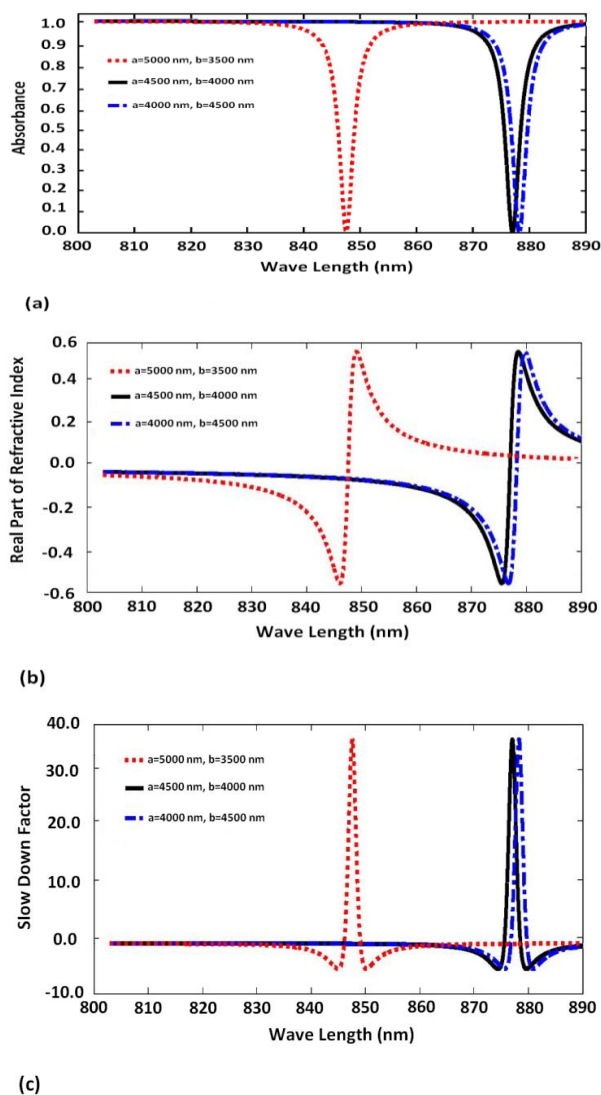 1.0
0.9
0.8
0.7
0.6
0.5
0.4
0.3
0.2
0.1
0.0
Absorbance
a=5000 nm, b=3500 nm
a=4500 nm, b=4000 nm
a=4000 nm, b=4500 nm
800 810 820 830 840 850 860 870 880 890
Wave Length (nm)
(a)
0.6
0.4
0.2
0.0
-0.2
-0.4
-0.6
Real Part of Refractive Index
a=5000 nm, b=3500 nm
a=4500 nm, b=4000 nm
a=4000 nm, b=4500 nm
800 810 820 830 840 850 860 870 880 890
Wave Length (nm)
(b)
40.0
30.0
20.0
10.0
0.0
-10.0
Slow Down Factor
a=5000 nm, b=3500 nm
a=4500 nm, b=4000 nm
a=4000 nm, b=4500 nm
800 810 820 830 840 850 860 870 880 890
Wave Length (nm)
(c)